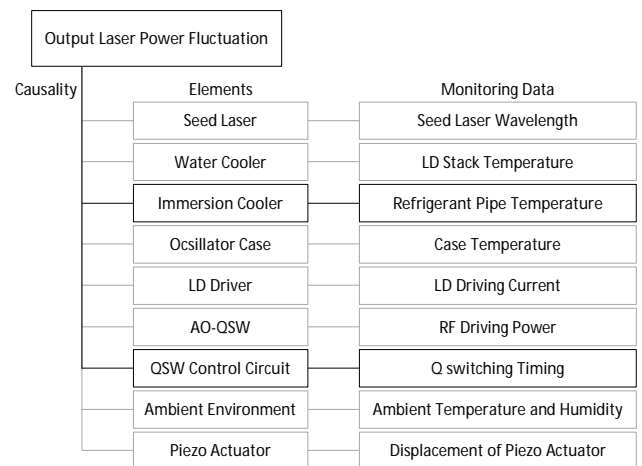 Output Laser Power Fluctuation
Causality Elements Monitoring Data
Seed Laser Seed Laser Wavelength
Water Cooler LD Stack Temperature
Immersion Cooler Refrigerant Pipe Temperature
Ocsillator Case Case Temperature
LD Driver LD Driving Current
AO-QSW RF Driving Power
QSW Control Circuit Q switching Timing
Ambient Environment Ambient Temperature and Humidity
Piezo Actuator Displacement of Piezo Actuator